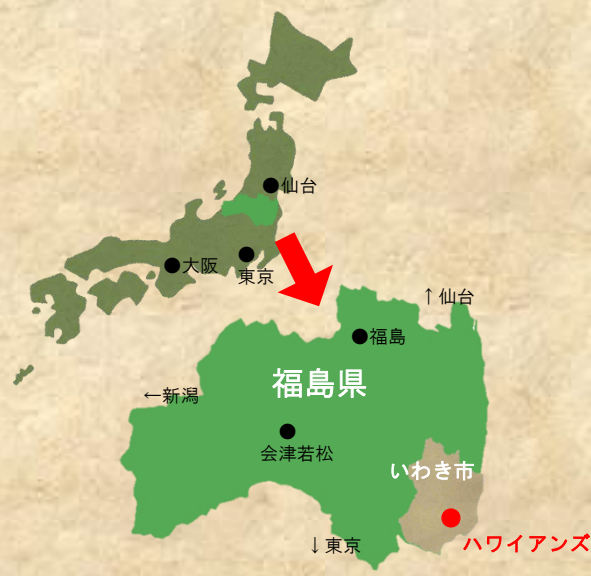 仙台
大阪
東京
↑仙台
福島
福島県
←新潟
会津若松
いわき市
↓東京
ハワイアンズ